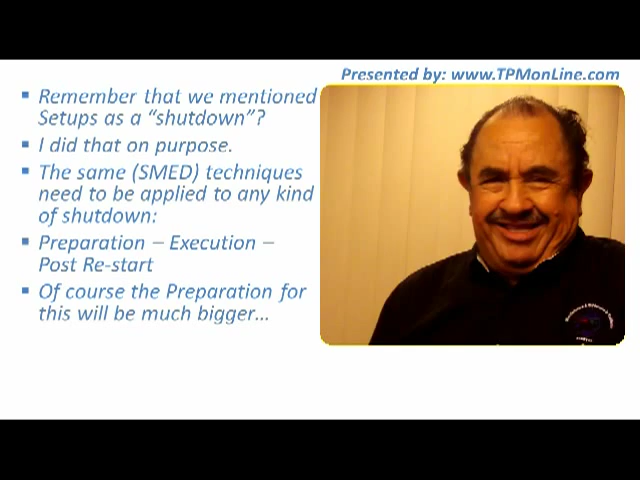 Presented by: www.TPMonLine.com
▪ Remember that we mentioned
Setups as a “shutdown”?
▪ I did that on purpose.
▪ The same (SMED) techniques
need to be applied to any kind
of shutdown:
▪ Preparation – Execution –
Post Re-start
▪ Of course the Preparation for
this will be much bigger…